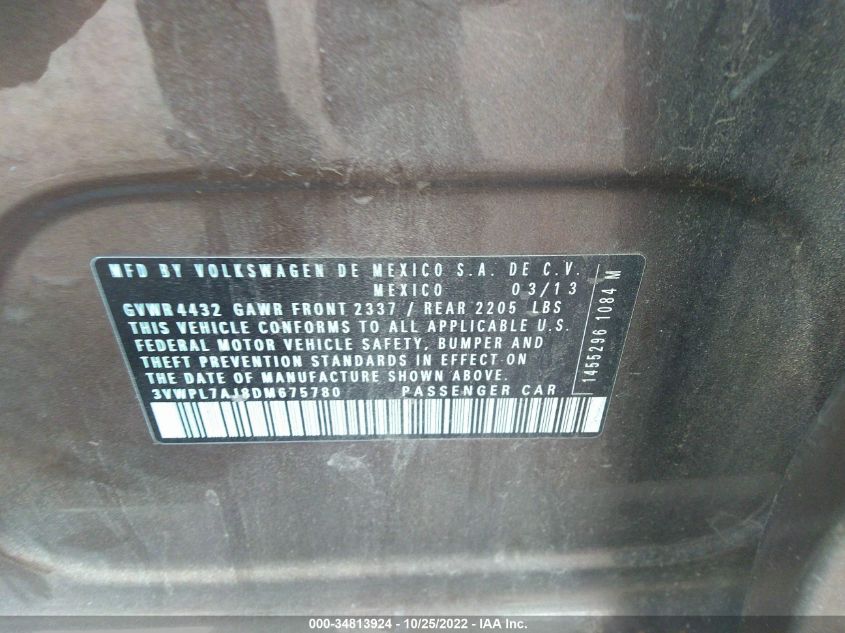 MFD BY VOLKSWAGEN DE MEXICO S.A. DE C.V.
MEXICO 03/13
GVWR 4432 GAWR FRONT 2337 / REAR 2205 LBS
THIS VEHICLE CONFORMS TO ALL APPLICABLE U.S.
FEDERAL MOTOR VEHICLE SAFETY, BUMPER AND
THEFT PREVENTION STANDARDS IN EFFECT ON
THE DATE OF MANUFACTURE SHOWN ABOVE.
3VWPL7AJ8DM675780 PASSENGER CAR
1455296 1084 M
000-34813924 - 10/25/2022 - IAA Inc.